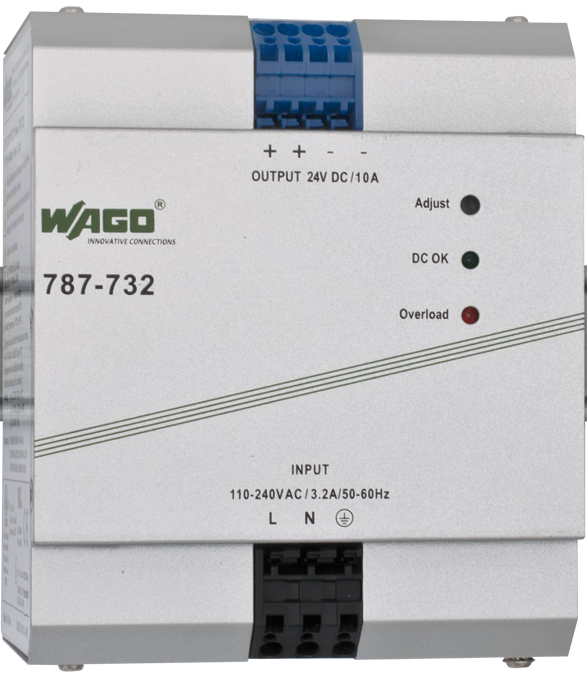 + + - -
OUTPUT 24V DC/10A
Adjust
WAGO®
INNOVATIVE CONNECTIONS
DC OK
787-732
Overload
INPUT
110-240VAC/3.2A/50-60Hz
L N